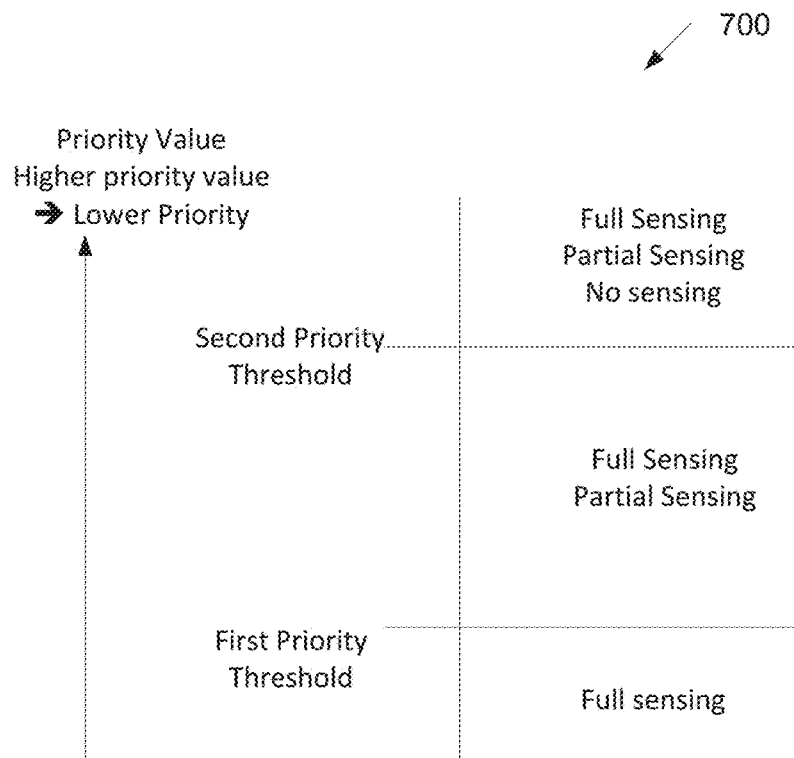 700
Priority Value
Higher priority value
➔ Lower Priority
Full Sensing
Partial Sensing
No sensing
Second Priority
Threshold
Full Sensing
Partial Sensing
First Priority
Threshold
Full sensing